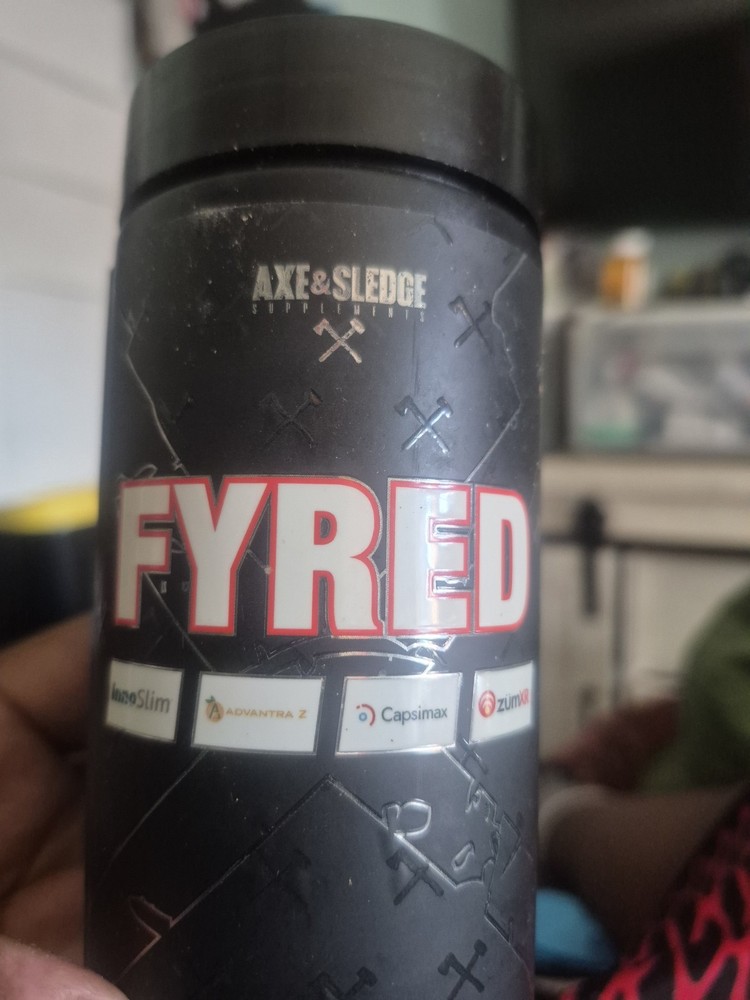 AXE&SLEDGE
SUPPLEMENTS
FYRED
InnoSlim
ADVANTRA Z
Capsimax
zümXR